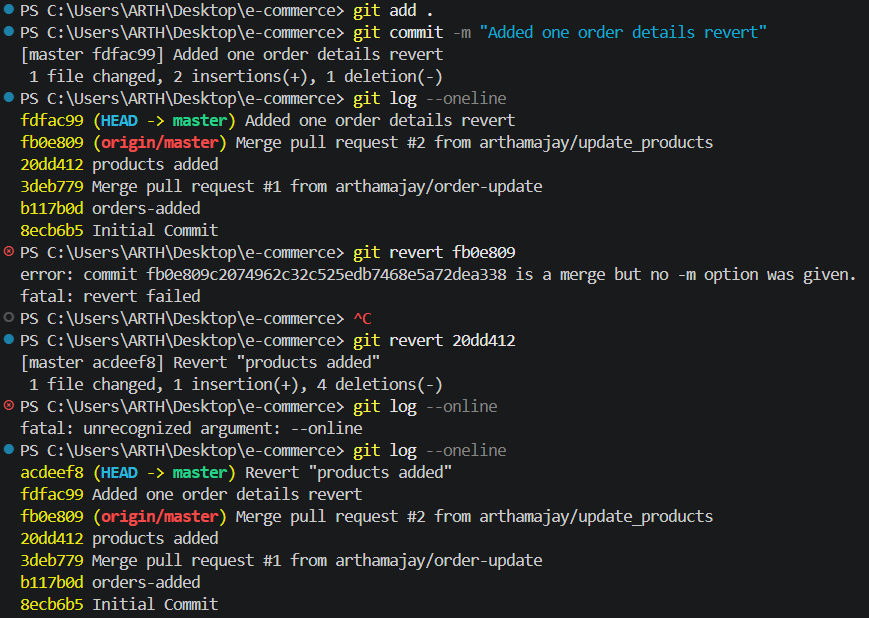 PS C:\Users\ARTH\Desktop\e-commerce> git add .
PS C:\Users\ARTH\Desktop\e-commerce> git commit -m "Added one order details revert"
[master fdfac99] Added one order details revert
 1 file changed, 2 insertions(+), 1 deletion(-)
PS C:\Users\ARTH\Desktop\e-commerce> git log --oneline
fdfac99 (HEAD -> master) Added one order details revert
fb0e809 (origin/master) Merge pull request #2 from arthamajay/update_products
20dd412 products added
3deb779 Merge pull request #1 from arthamajay/order-update
b117b0d orders-added
8ecb6b5 Initial Commit
PS C:\Users\ARTH\Desktop\e-commerce> git revert fb0e809
error: commit fb0e809c2074962c32c525edb7468e5a72dea338 is a merge but no -m option was given.
fatal: revert failed
PS C:\Users\ARTH\Desktop\e-commerce> ^C
PS C:\Users\ARTH\Desktop\e-commerce> git revert 20dd412
[master acdeef8] Revert "products added"
 1 file changed, 1 insertion(+), 4 deletions(-)
PS C:\Users\ARTH\Desktop\e-commerce> git log --online
fatal: unrecognized argument: --online
PS C:\Users\ARTH\Desktop\e-commerce> git log --oneline
acdeef8 (HEAD -> master) Revert "products added"
fdfac99 Added one order details revert
fb0e809 (origin/master) Merge pull request #2 from arthamajay/update_products
20dd412 products added
3deb779 Merge pull request #1 from arthamajay/order-update
b117b0d orders-added
8ecb6b5 Initial Commit